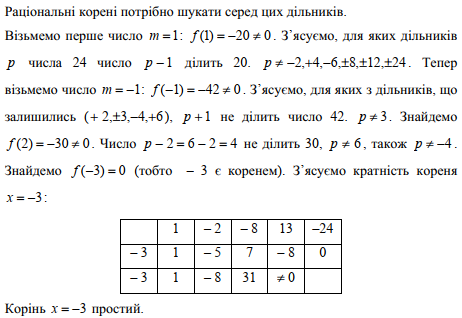 Раціональні корені потрібно шукати серед цих дільників.
Візьмемо перше число m = 1: f(1) = −20 ≠ 0. З’ясуємо, для яких дільників
p числа 24 число p − 1 ділить 20. p ≠ −2,+4,−6,±8,±12,±24. Тепер
візьмемо число m = −1: f(−1) = −42 ≠ 0. З’ясуємо, для яких з дільників, що
залишились (+ 2,±3,−4,+6), p + 1 не ділить число 42. p ≠ 3. Знайдемо
f(2) = −30 ≠ 0. Число p − 2 = 6 − 2 = 4 не ділить 30, p ≠ 6, також p ≠ −4.
Знайдемо f(−3) = 0 (тобто − 3 є коренем). З’ясуємо кратність кореня
x = −3:
1 − 2 − 8 13 −24
− 3 1 − 5 7 − 8 0
− 3 1 − 8 31 ≠ 0
Корінь x = −3 простий.